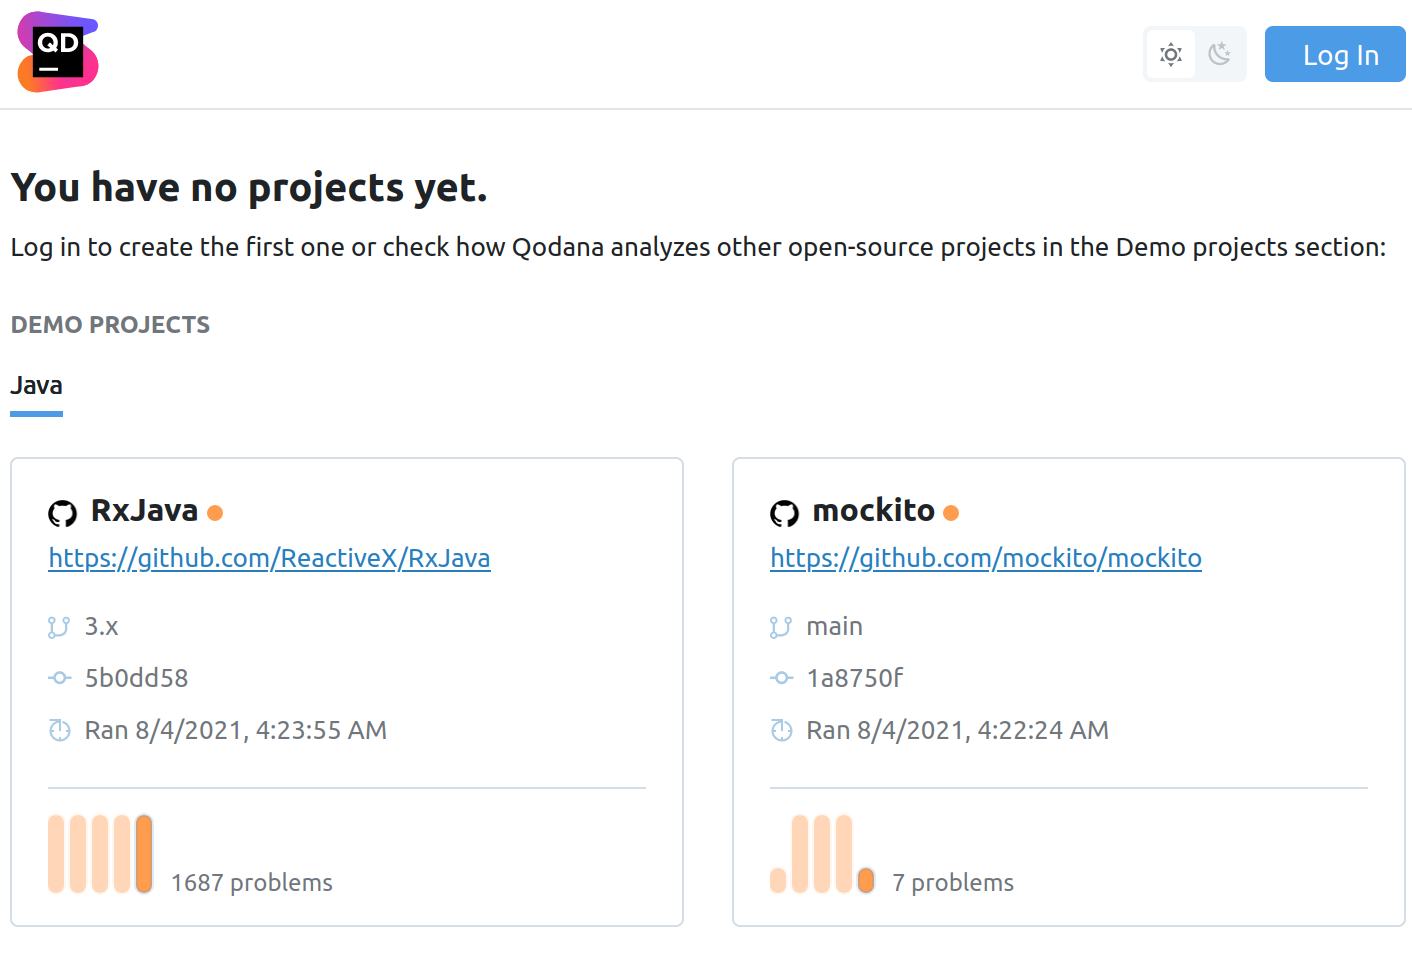 QD
Log In
You have no projects yet.
Log in to create the first one or check how Qodana analyzes other open-source projects in the Demo projects section:
DEMO PROJECTS
Java
RxJava
https://github.com/ReactiveX/RxJava
3.x
5b0dd58
Ran 8/4/2021, 4:23:55 AM
1687 problems
mockito
https://github.com/mockito/mockito
main
1a8750f
Ran 8/4/2021, 4:22:24 AM
7 problems